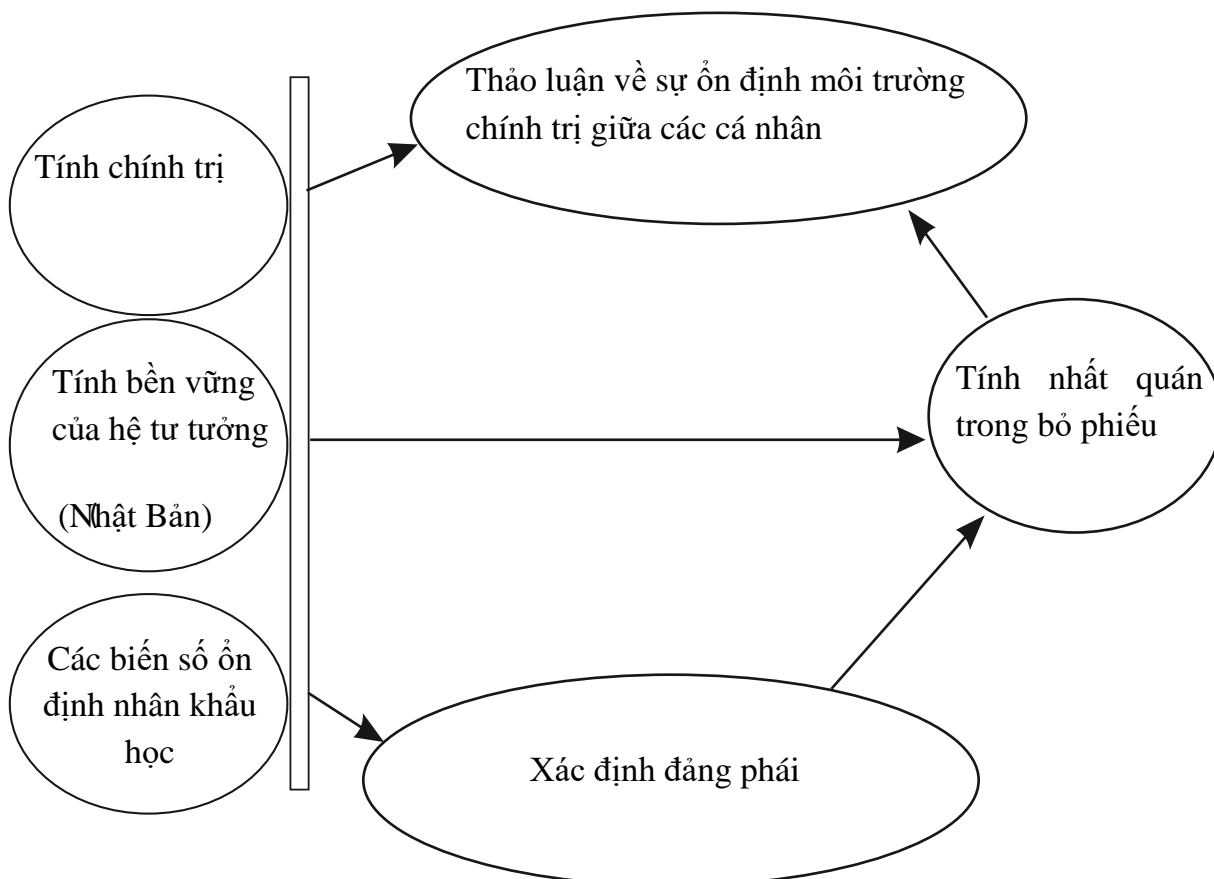 Thảo luận về sự ổn định môi trường
chính trị giữa các cá nhân
Tính chính trị
Tính bền vững
của hệ tư tưởng
(Nhật Bản)
Tính nhất quán
trong bỏ phiếu
Các biến số ổn
định nhân khẩu
học
Xác định đảng phái